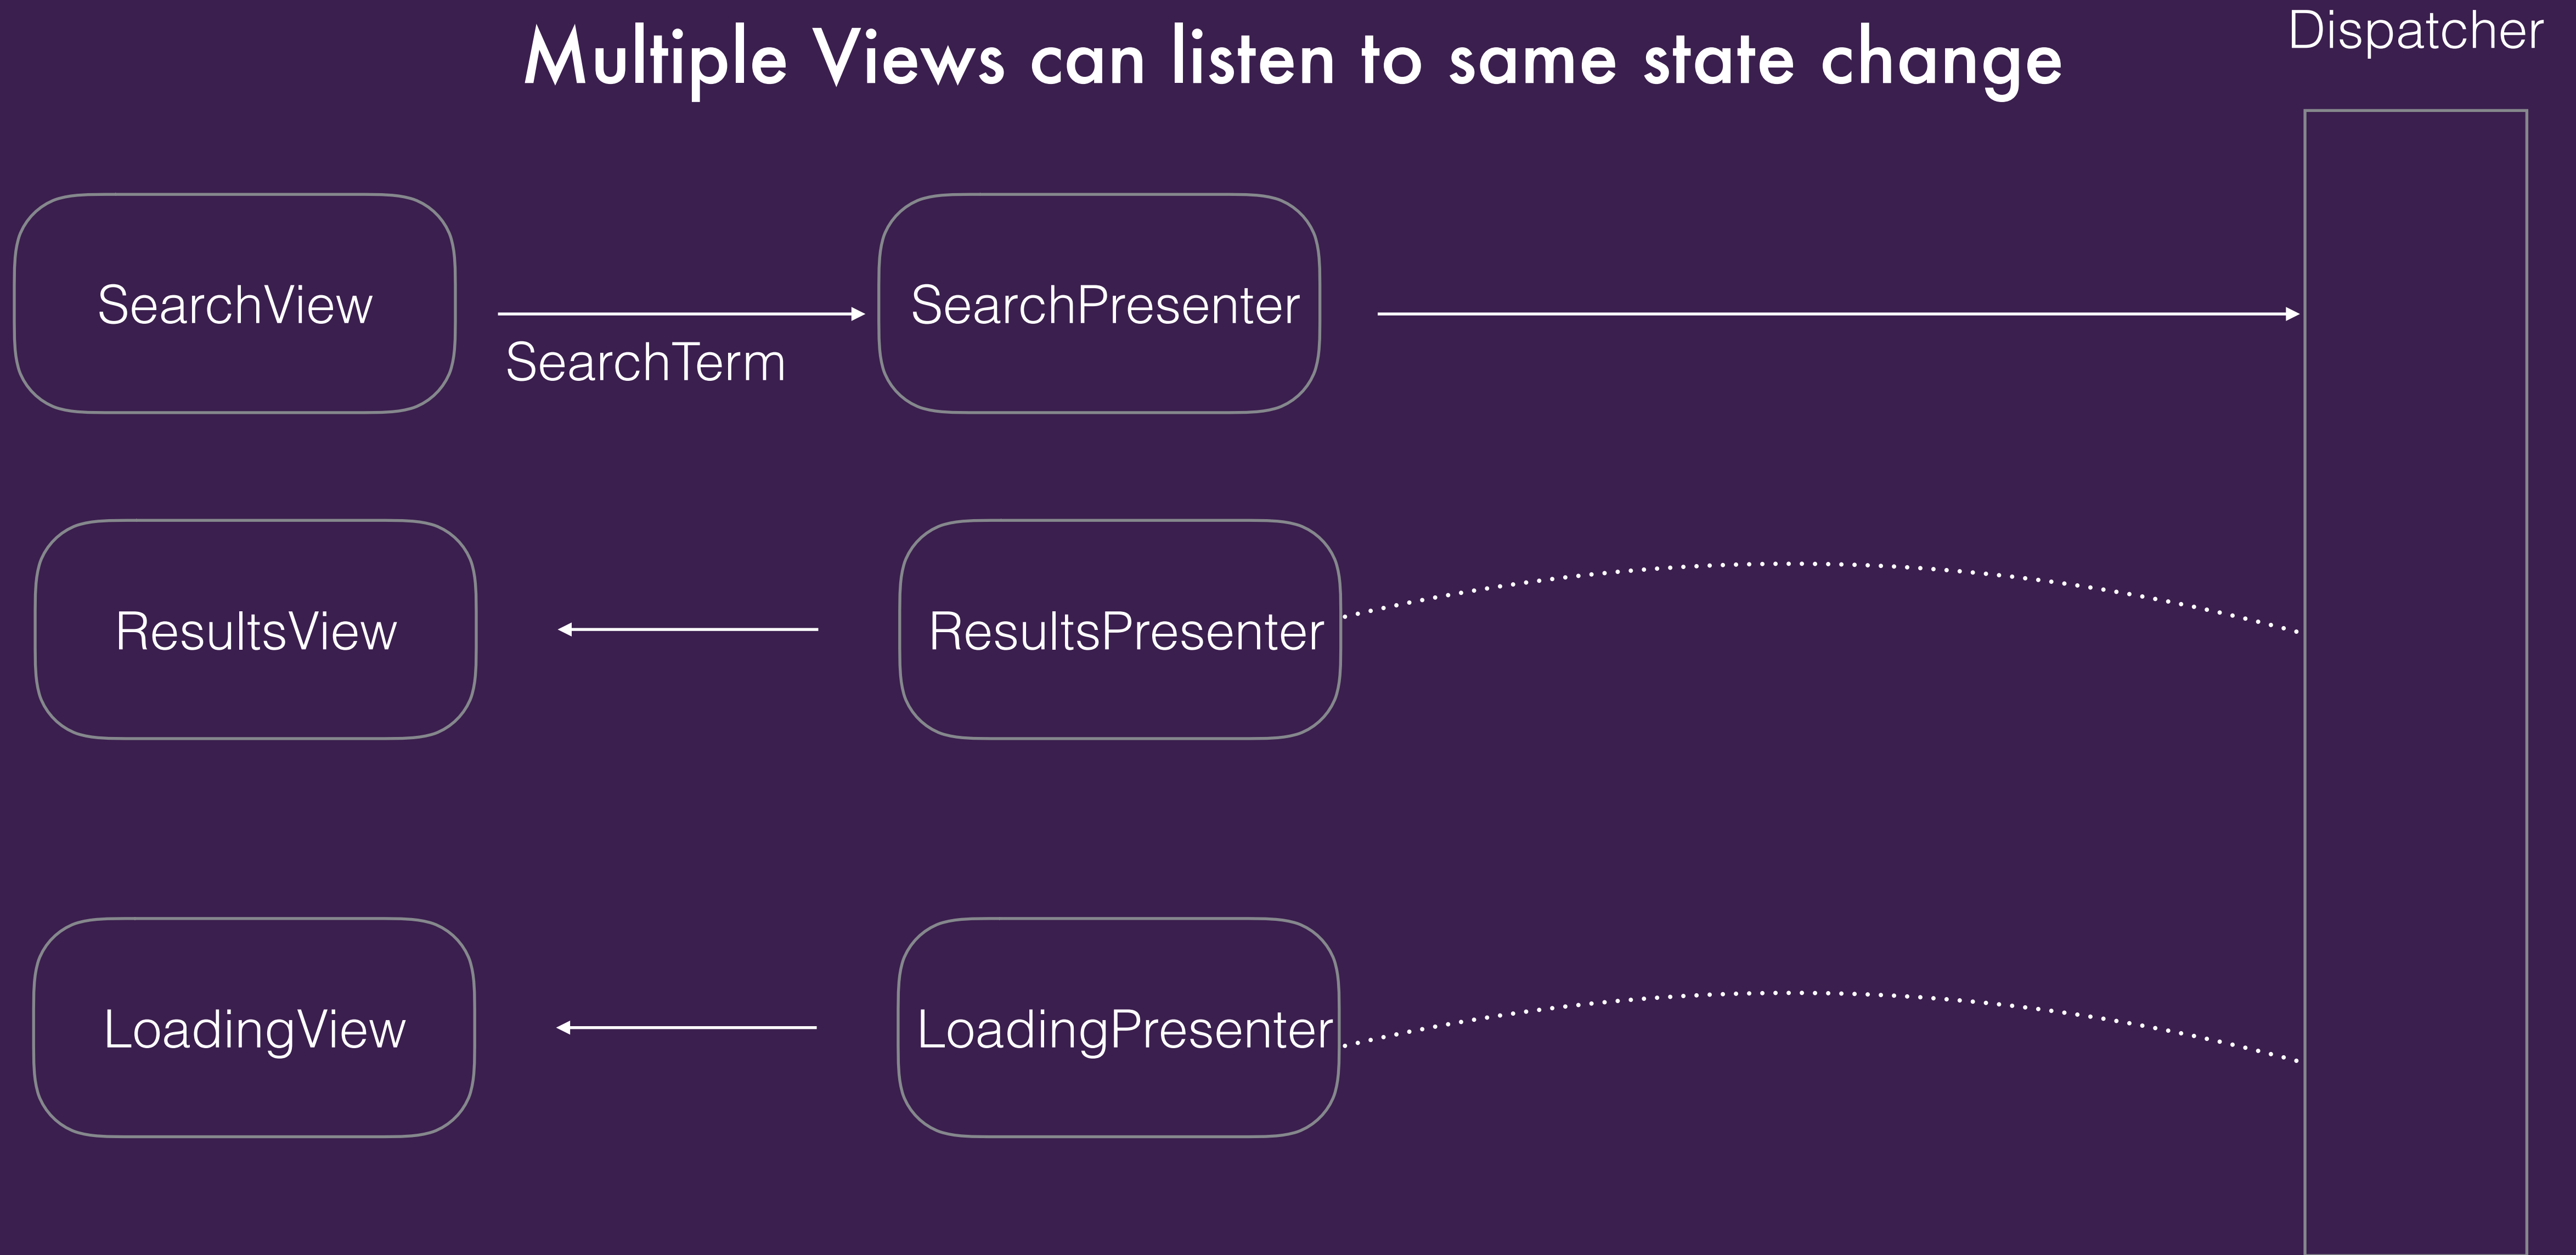 Multiple Views can listen to same state change
Dispatcher
SearchView
SearchTerm
SearchPresenter
ResultsView
ResultsPresenter
LoadingView
LoadingPresenter